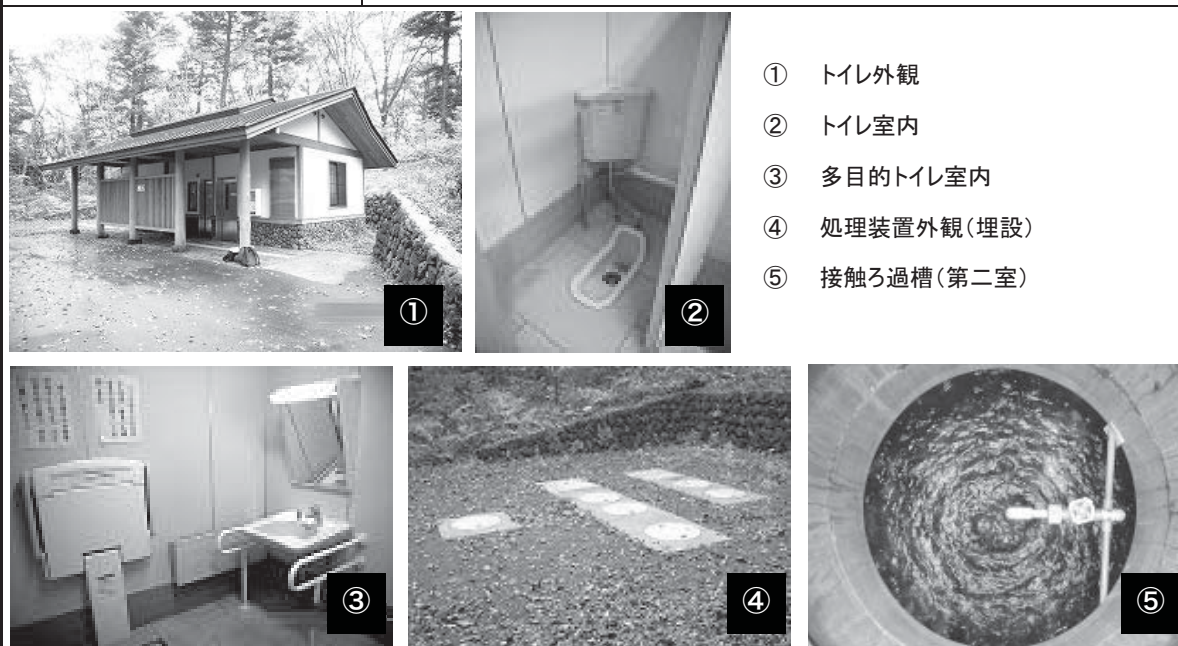 ① トイレ外観
② トイレ室内
③ 多目的トイレ室内
④ 処理装置外観（埋設）
⑤ 接触ろ過槽（第二室）
①
②
③
④
⑤